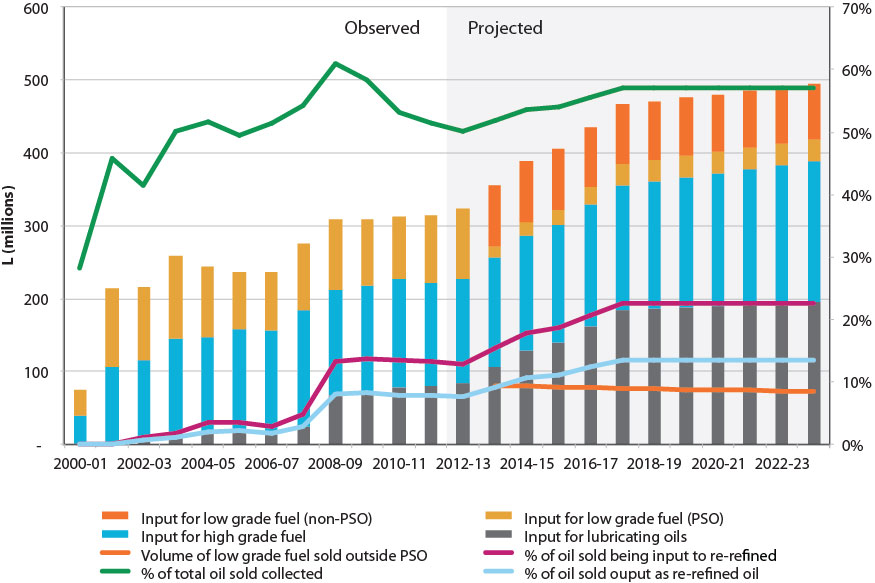 600
500
400
300
200
100
-
L (millions)
70%
60%
50%
40%
30%
20%
10%
0%
Observed
Projected
2000-01
2002-03
2004-05
2006-07
2008-09
2010-11
2012-13
2014-15
2016-17
2018-19
2020-21
2022-23
Input for low grade fuel (non-PSO)
Input for low grade fuel (PSO)
Input for high grade fuel
Input for lubricating oils
Volume of low grade fuel sold outside PSO
% of oil sold being input to re-refined
% of total oil sold collected
% of oil sold ouput as re-refined oil